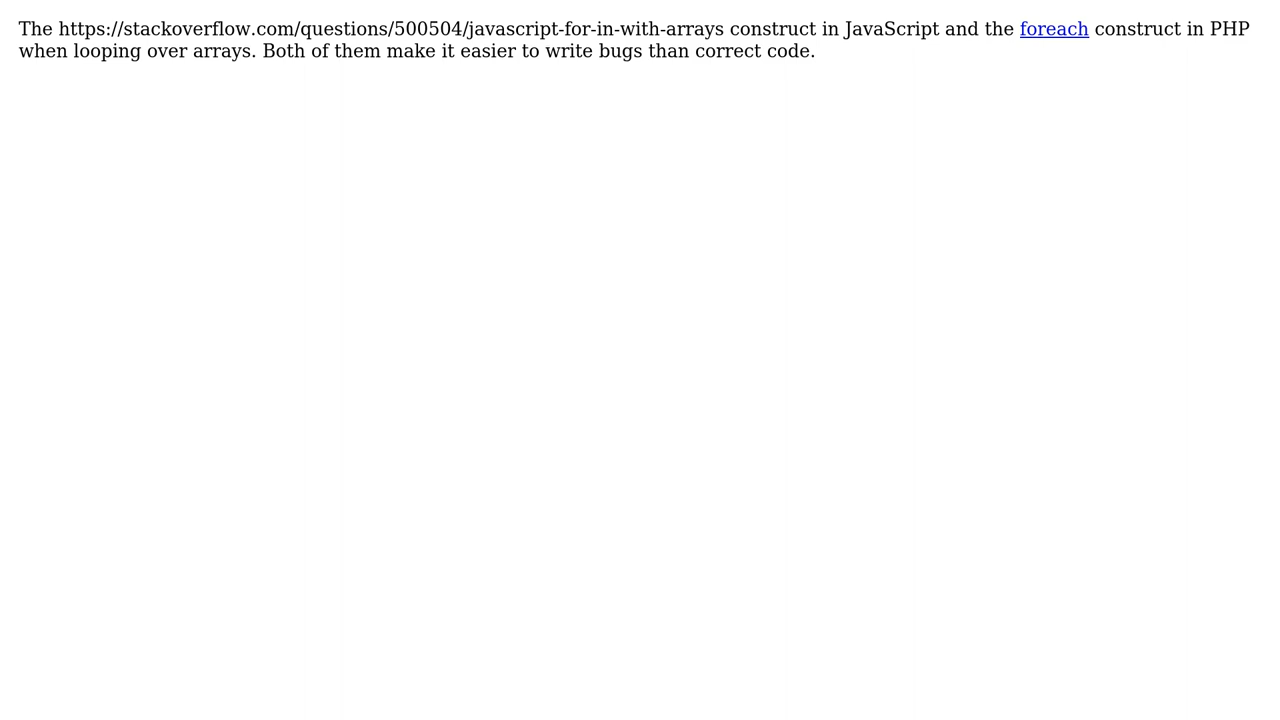 The https://stackoverflow.com/questions/500504/javascript-for-in-with-arrays construct in JavaScript and the foreach construct in PHP
when looping over arrays. Both of them make it easier to write bugs than correct code.